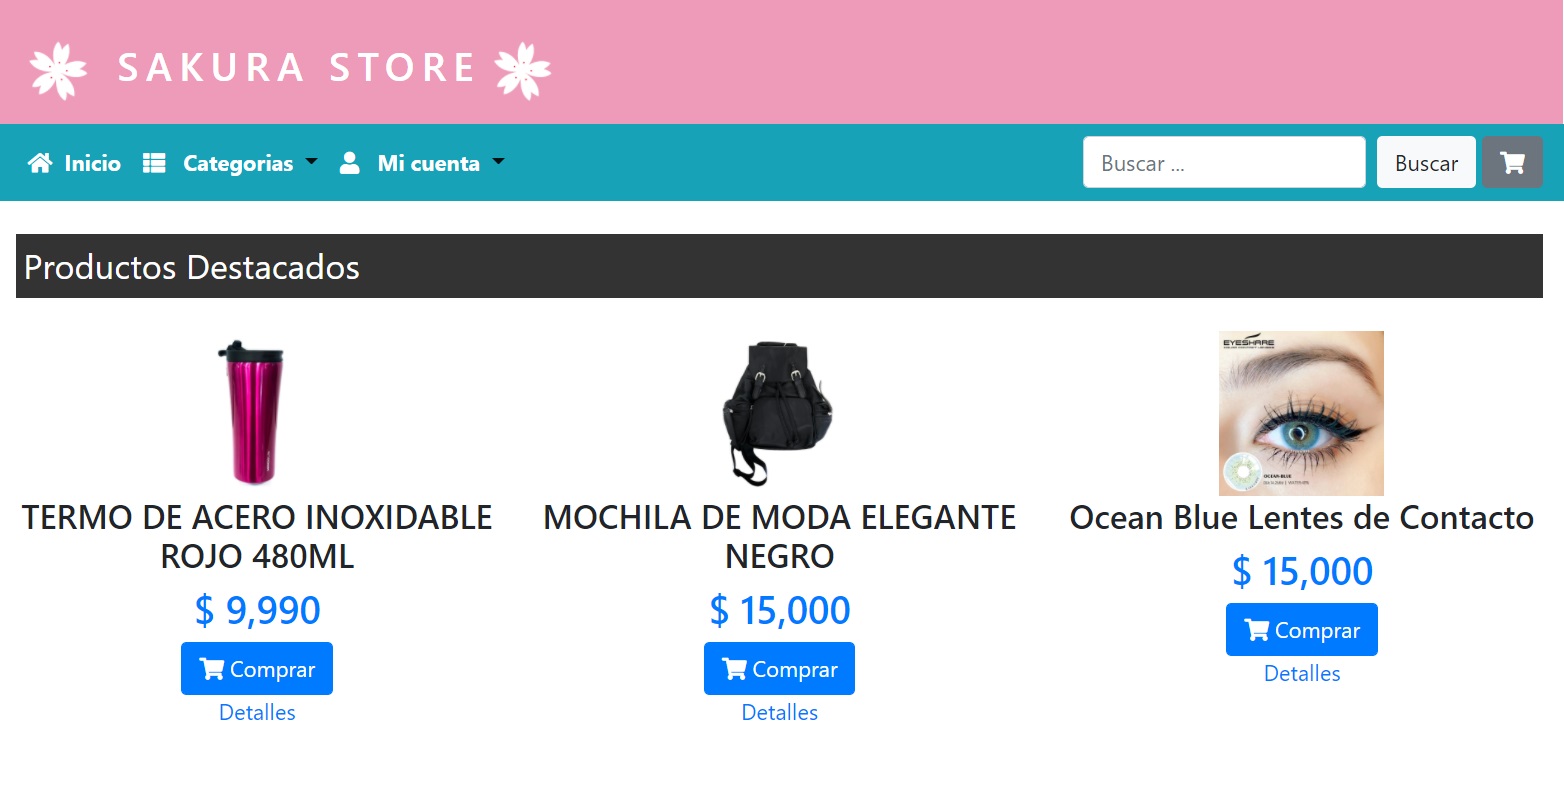 SAKURA STORE
Inicio Categorias Mi cuenta Buscar ... Buscar
Productos Destacados
EYESHARE
OCEAN BLUE
TERMO DE ACERO INOXIDABLE
ROJO 480ML
$ 9,990
Comprar
Detalles
MOCHILA DE MODA ELEGANTE
NEGRO
$ 15,000
Comprar
Detalles
Ocean Blue Lentes de Contacto
$ 15,000
Comprar
Detalles